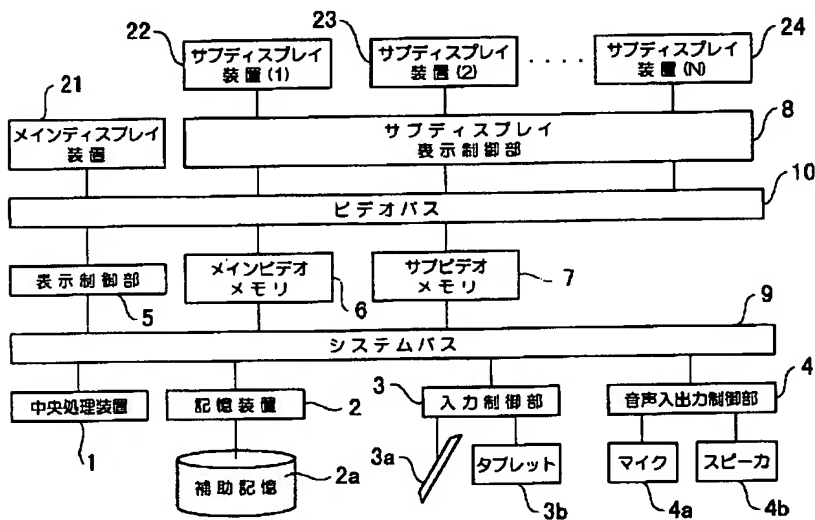 22
サブディスプレイ
装置(1)
23
サブディスプレイ
装置(2)
・・・・
サブディスプレイ
装置(N)
24
21
メインディスプレイ
装置
サブディスプレイ
表示制御部
8
10
ビデオバス
表示制御部
5
メインビデオ
メモリ
6
サブビデオ
メモリ
7
9
システムバス
中央処理装置
1
記憶装置
2
補助記憶
2a
3
入力制御部
3a
タブレット
3b
音声入出力制御部
4
マイク
4a
スピーカ
4b